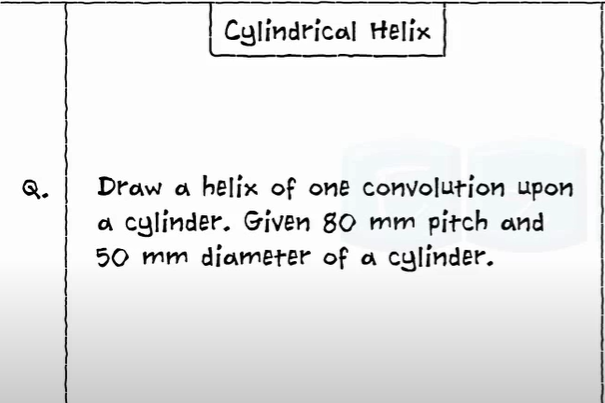 Cylindrical Helix
Q. Draw a helix of one convolution upon
a cylinder. Given 80 mm pitch and
50 mm diameter of a cylinder.